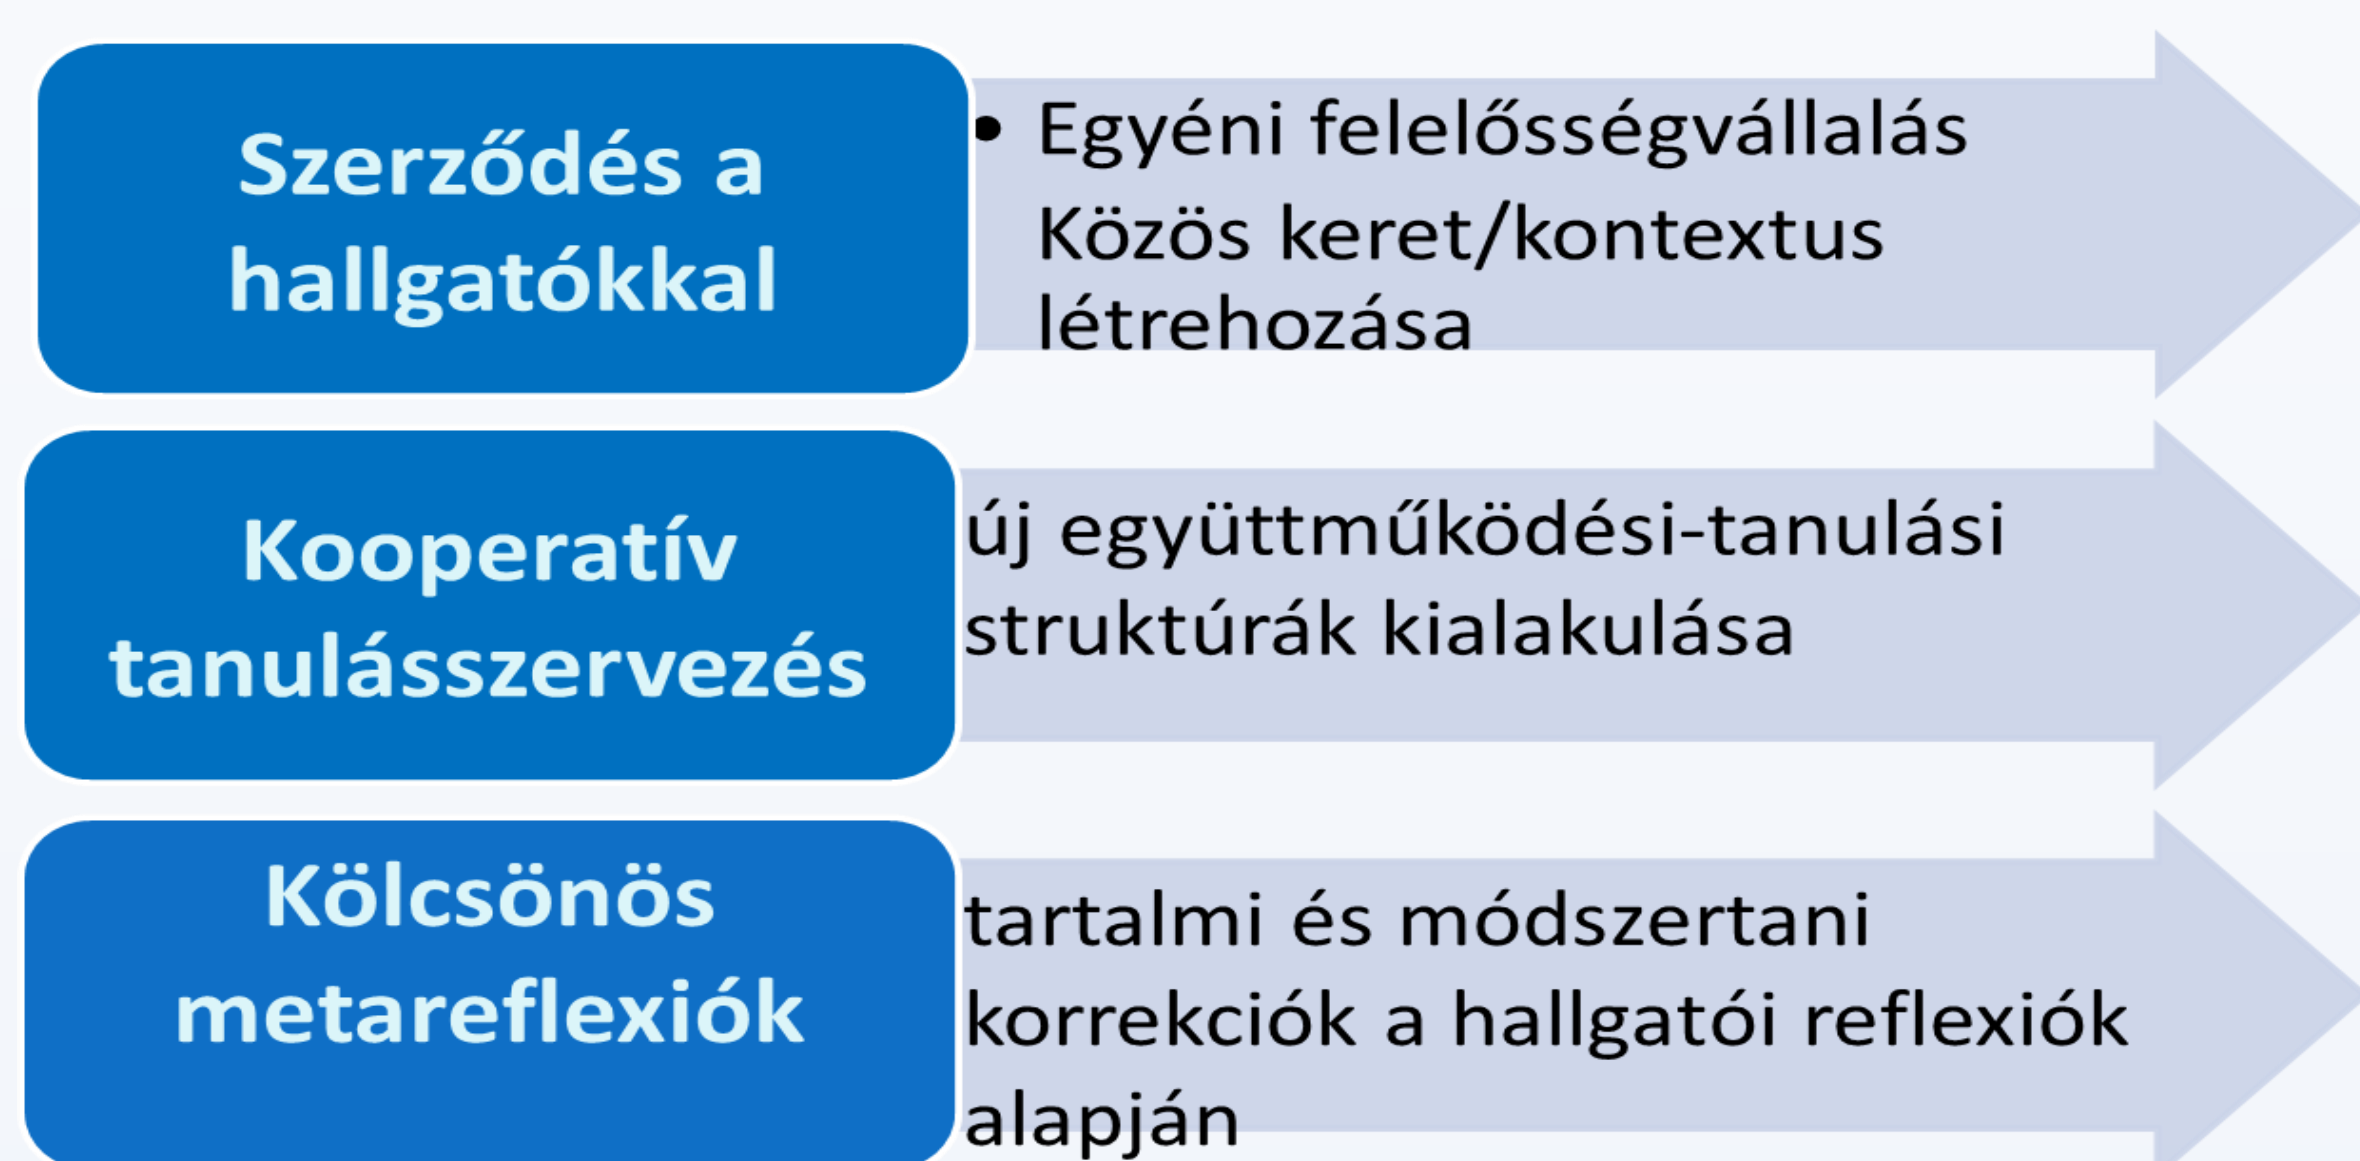 Szerződés a
hallgatókkal
• Egyéni felelősségvállalás
Közös keret/kontextus
létrehozása
Kooperatív
tanulásszervezés
új együttműködési-tanulási
struktúrák kialakulása
Kölcsönös
metareflexiók
tartalmi és módszertani
korrekciók a hallgatói reflexiók
alapján